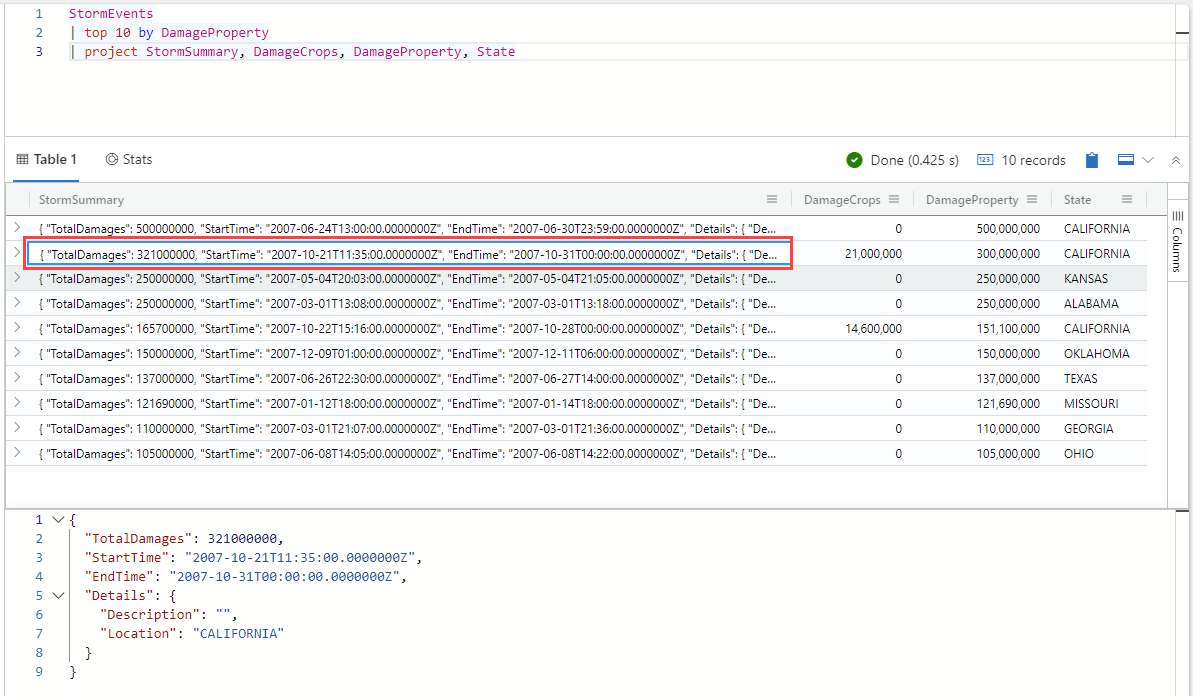 1 StormEvents
2 | top 10 by DamageProperty
3 | project StormSummary, DamageCrops, DamageProperty, State
Table 1 Stats Done (0.425 s) 123 10 records
StormSummary DamageCrops DamageProperty State
{ "TotalDamages": 500000000, "StartTime": "2007-06-24T13:00:00.0000000Z", "EndTime": "2007-06-30T23:59:00.0000000Z", "Details": { "De... 0 500,000,000 CALIFORNIA
{ "TotalDamages": 321000000, "StartTime": "2007-10-21T11:35:00.0000000Z", "EndTime": "2007-10-31T00:00:00.0000000Z", "Details": { "De... 21,000,000 300,000,000 CALIFORNIA
{ "TotalDamages": 250000000, "StartTime": "2007-05-04T20:03:00.0000000Z", "EndTime": "2007-05-04T21:05:00.0000000Z", "Details": { "De... 0 250,000,000 KANSAS
{ "TotalDamages": 250000000, "StartTime": "2007-03-01T13:08:00.0000000Z", "EndTime": "2007-03-01T13:18:00.0000000Z", "Details": { "De... 0 250,000,000 ALABAMA
{ "TotalDamages": 165700000, "StartTime": "2007-10-22T15:16:00.0000000Z", "EndTime": "2007-10-28T00:00:00.0000000Z", "Details": { "De... 14,600,000 151,100,000 CALIFORNIA
{ "TotalDamages": 150000000, "StartTime": "2007-12-09T01:00:00.0000000Z", "EndTime": "2007-12-11T06:00:00.0000000Z", "Details": { "De... 0 150,000,000 OKLAHOMA
{ "TotalDamages": 137000000, "StartTime": "2007-06-26T22:30:00.0000000Z", "EndTime": "2007-06-27T14:00:00.0000000Z", "Details": { "De... 0 137,000,000 TEXAS
{ "TotalDamages": 121690000, "StartTime": "2007-01-12T18:00:00.0000000Z", "EndTime": "2007-01-14T18:00:00.0000000Z", "Details": { "De... 0 121,690,000 MISSOURI
{ "TotalDamages": 110000000, "StartTime": "2007-03-01T21:07:00.0000000Z", "EndTime": "2007-03-01T21:36:00.0000000Z", "Details": { "De... 0 110,000,000 GEORGIA
{ "TotalDamages": 105000000, "StartTime": "2007-06-08T14:05:00.0000000Z", "EndTime": "2007-06-08T14:22:00.0000000Z", "Details": { "De... 0 105,000,000 OHIO
Columns
1 {
2 "TotalDamages": 321000000,
3 "StartTime": "2007-10-21T11:35:00.0000000Z",
4 "EndTime": "2007-10-31T00:00:00.0000000Z",
5 "Details": {
6 "Description": "",
7 "Location": "CALIFORNIA"
8 }
9 }